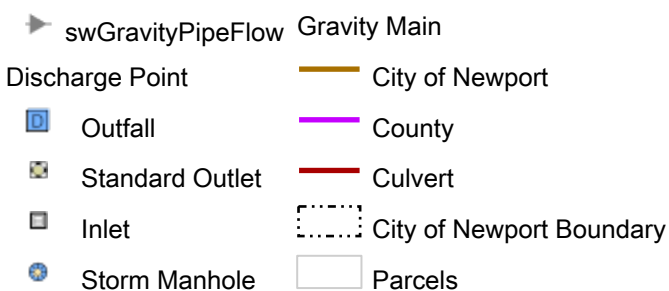 swGravityPipeFlow
Discharge Point
D Outfall
Standard Outlet
Inlet
Storm Manhole
Gravity Main
City of Newport
County
Culvert
City of Newport Boundary
Parcels